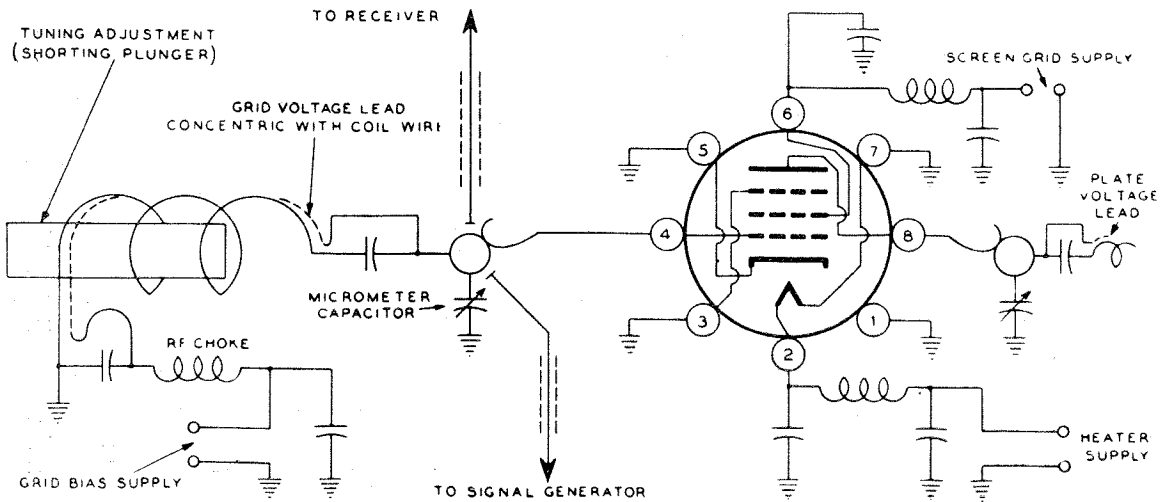 TO RECEIVER
TUNING ADJUSTMENT
(SHORTING PLUNGER)
GRID VOLTAGE LEAD
CONCENTRIC WITH COIL WIRE
SCREEN GRID SUPPLY
6
5
7
PLATE
VOLTAGE
LEAD
4
8
MICROMETER
CAPACITOR
3
1
2
RF CHOKE
GRID BIAS SUPPLY
TO SIGNAL GENERATOR
HEATER
SUPPLY